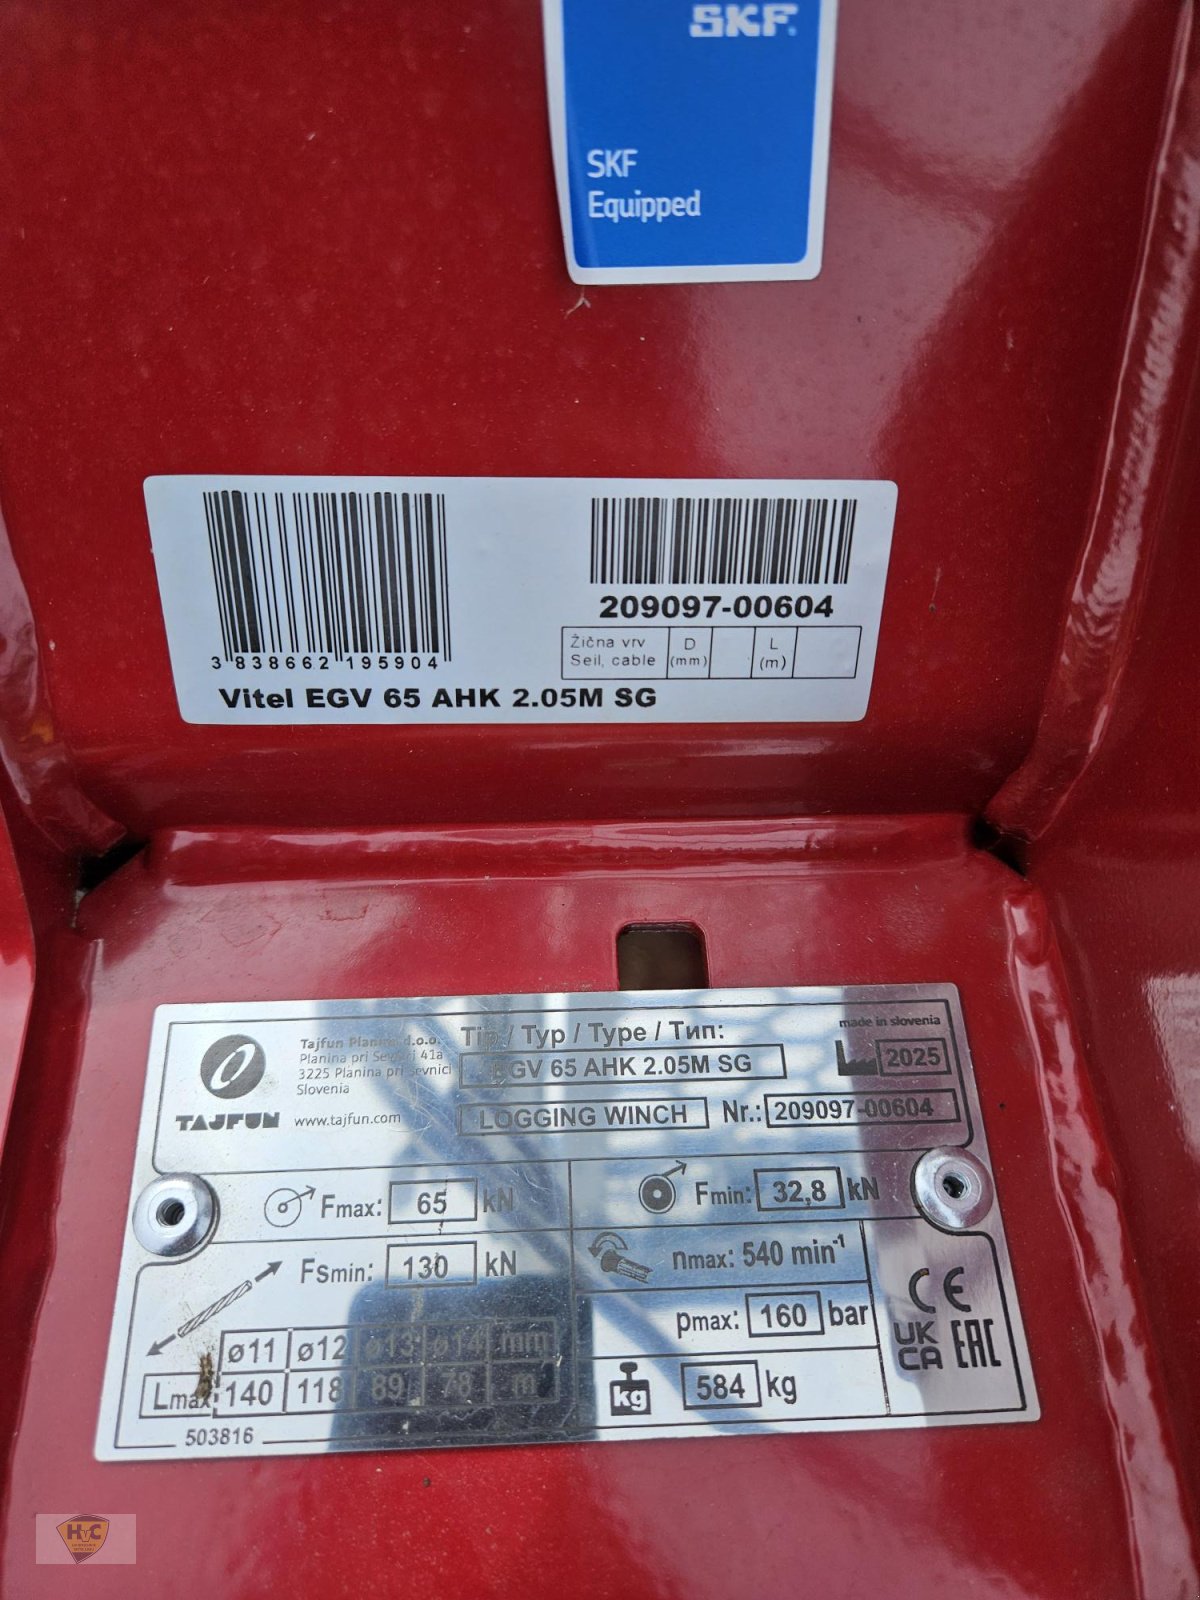 SKF
SKF
Equipped
3 838662 195904
209097-00604
Žična vrv
Seil, cable
D
(mm)
L
(m)
Vitel EGV 65 AHK 2.05M SG
TAJFUN
Tajfun Planina d.o.o.
Planina pri Sevnici 41a
3225 Planina pri Sevnici
Slovenia
www.tajfun.com
Tip / Typ / Type / Тип:
EGV 65 AHK 2.05M SG
made in slovenia
2025
LOGGING WINCH Nr.: 209097-00604
Fmax: 65 kN
Fmin: 32,8 kN
Fsmin: 130 kN
nmax: 540 min-1
pmax: 160 bar
ø11 ø12 ø13 ø14 mm
Lmax: 140 118 89 78 m
kg 584 kg
CE
UK
CA
EAC
503816
HVC